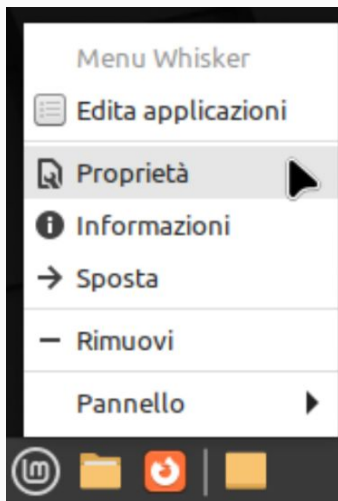 Menu Whisker
Edita applicazioni
Proprietà
Informazioni
Sposta
Rimuovi
Pannello